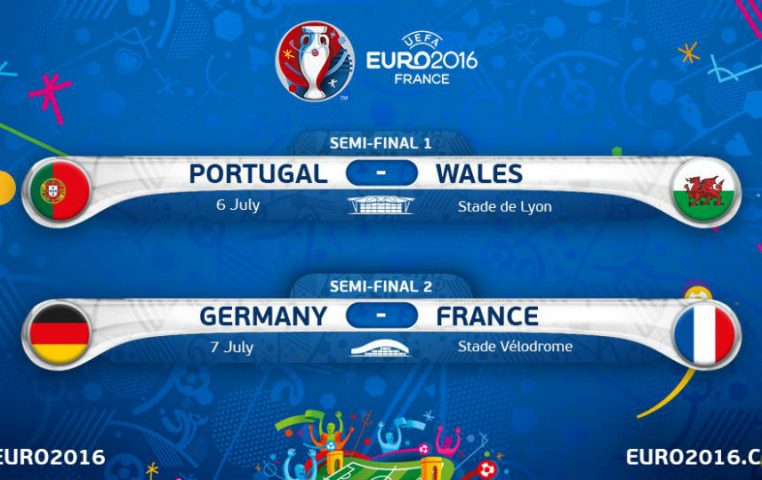 UEFA
EURO2016
FRANCE
TM
SEMI-FINAL 1
PORTUGAL - WALES
6 July Stade de Lyon
SEMI-FINAL 2
GERMANY - FRANCE
7 July Stade Vélodrome
EURO2016 EURO2016.C